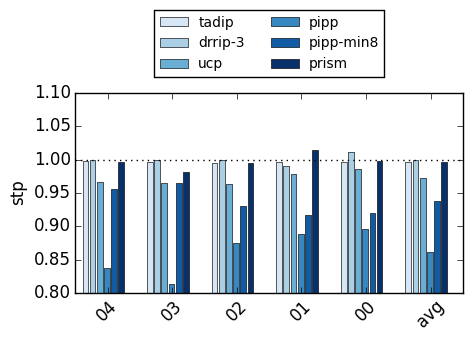 tadip pipp
drrip-3 pipp-min8
ucp prism
1.10
1.05
1.00
0.95
0.90
0.85
0.80
stp
04 03 02 01 00 avg